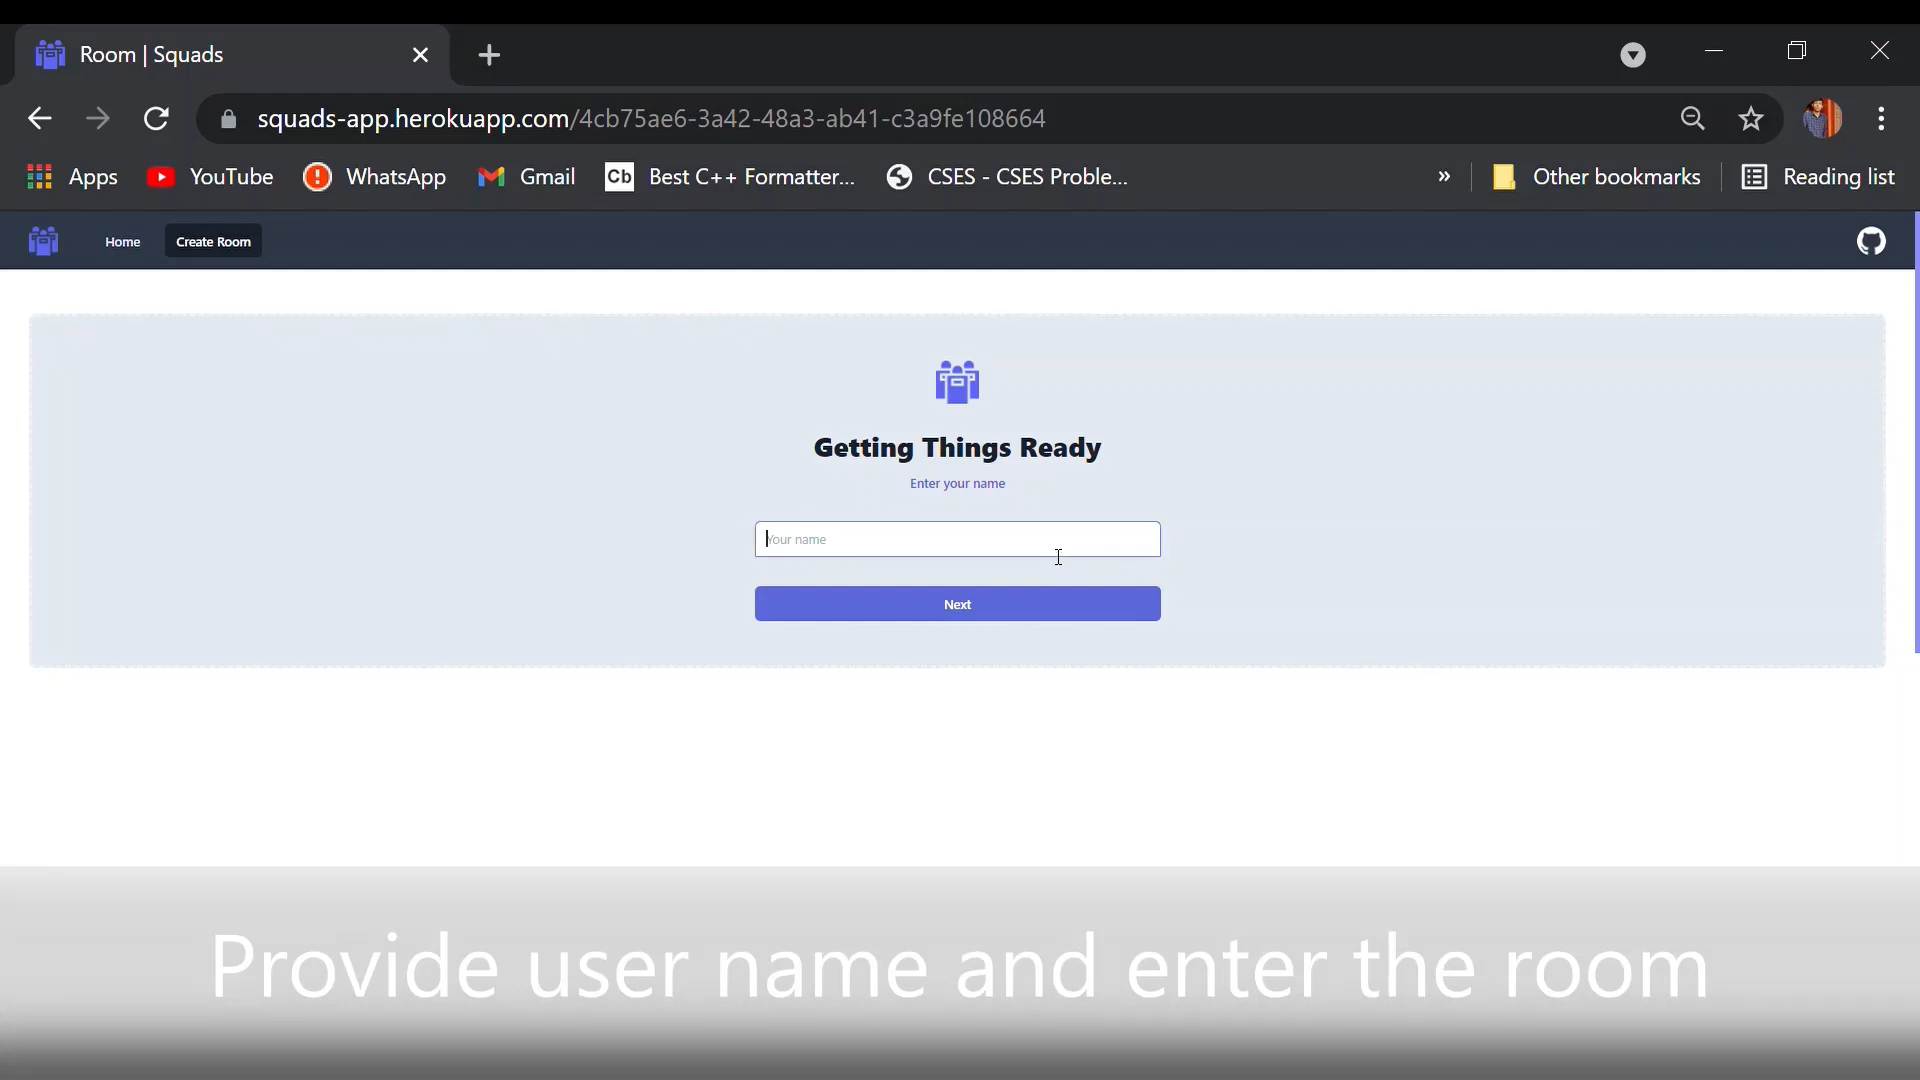 Room | Squads
squads-app.herokuapp.com/4cb75ae6-3a42-48a3-ab41-c3a9fe108664
Apps YouTube WhatsApp Gmail Cb Best C++ Formatter... CSES - CSES Proble... » Other bookmarks Reading list
Home Create Room
Getting Things Ready
Enter your name
Your name
Next
Provide user name and enter the room